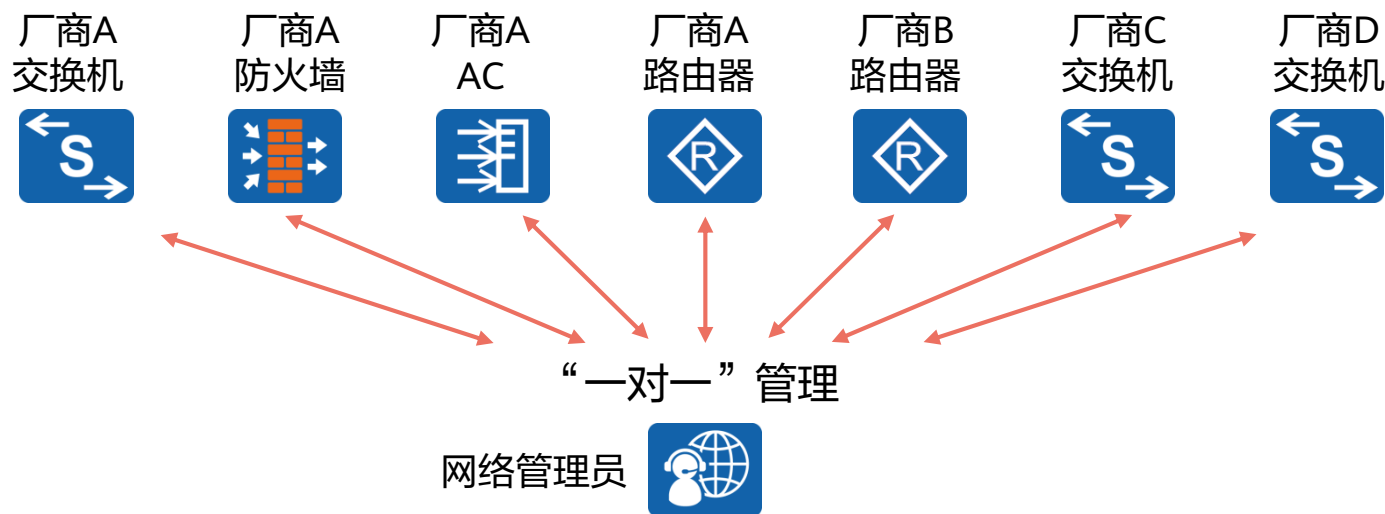 厂商A
交换机
厂商A
防火墙
厂商A
AC
厂商A
路由器
厂商B
路由器
厂商C
交换机
厂商D
交换机
S
R
R
S
S
“一对一”管理
网络管理员